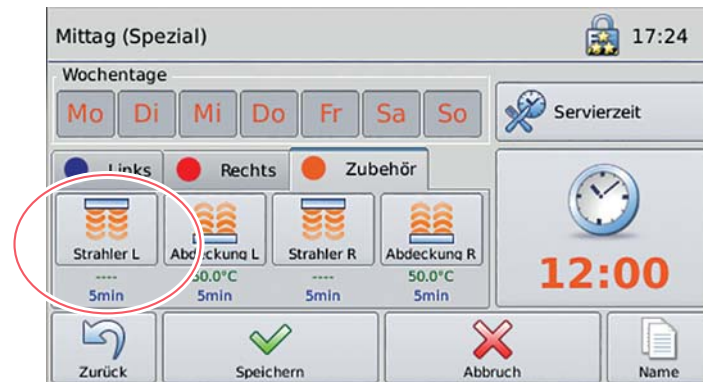 Mittag (Spezial) 17:24
Wochentage
Mo Di Mi Do Fr Sa So
Servierzeit
Links Rechts Zubehör
Strahler L Abdeckung L Strahler R Abdeckung R
---- 50.0°C ---- 50.0°C
5min 5min 5min 5min
12:00
Zurück Speichern Abbruch Name